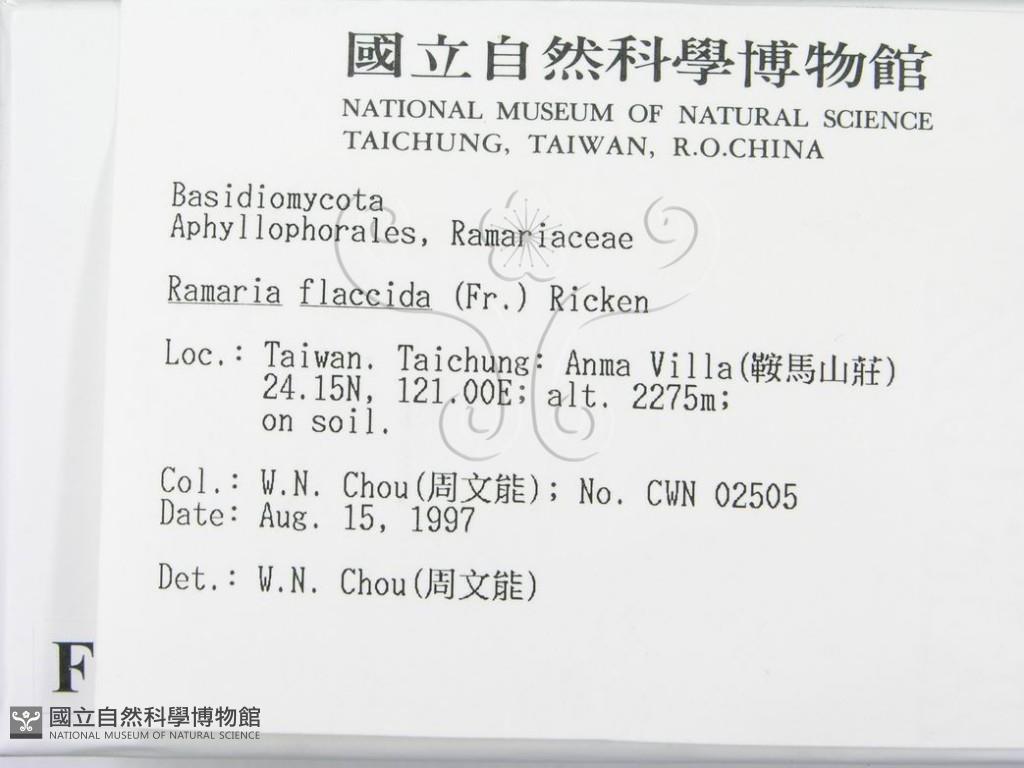 國立自然科學博物館
NATIONAL MUSEUM OF NATURAL SCIENCE
TAICHUNG, TAIWAN, R.O.CHINA
Basidiomycota
Aphyllophorales, Ramariaceae
Ramaria flaccida (Fr.) Ricken
Loc.: Taiwan. Taichung: Anma Villa(鞍馬山莊)
24.15N, 121.00E; alt. 2275m;
on soil.
Col.: W.N. Chou(周文能); No. CWN 02505
Date: Aug. 15, 1997
Det.: W.N. Chou(周文能)
F
國立自然科學博物館
NATIONAL MUSEUM OF NATURAL SCIENCE